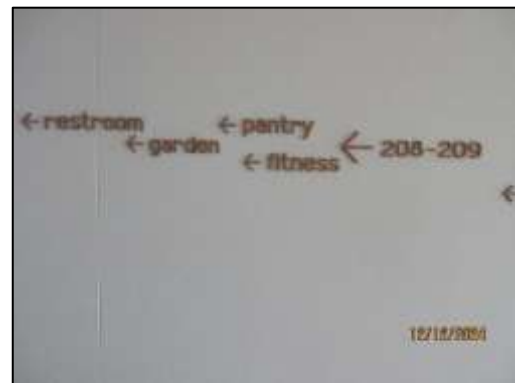 ← restroom
← garden
← pantry
← fitness
← 208-209
←